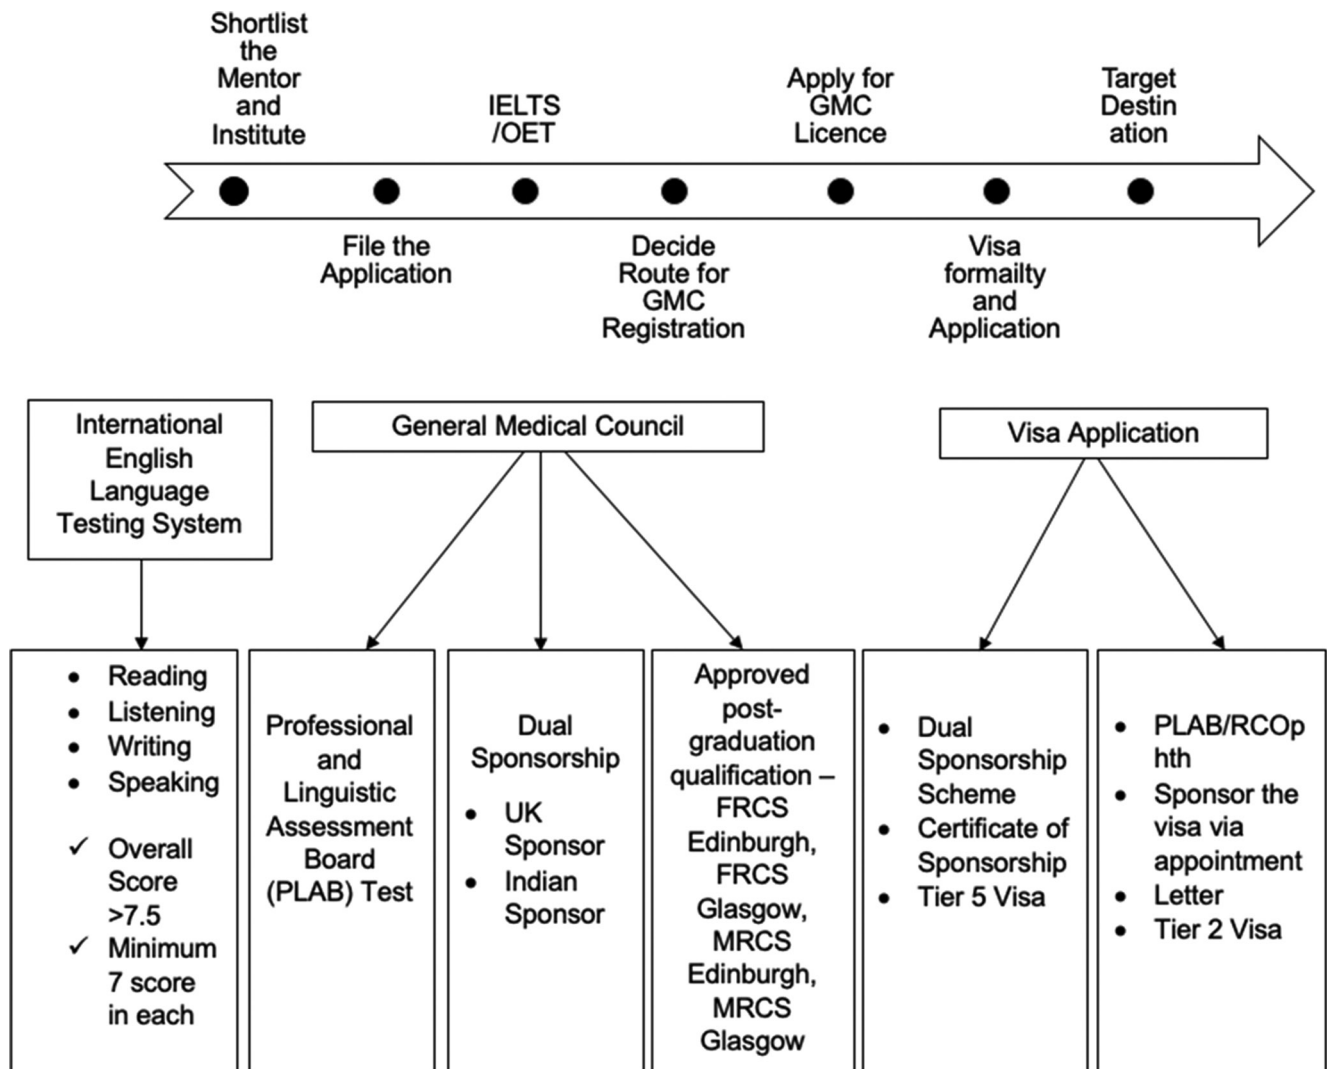 Shortlist
the
Mentor
and
Institute
File the
Application
IELTS
/OET
Decide
Route for
GMC
Registration
Apply for
GMC
Licence
Visa
formailty
and
Application
Target
Destin
ation
International
English
Language
Testing System
General Medical Council
Visa Application
• Reading
• Listening
• Writing
• Speaking
✓ Overall
Score
>7.5
✓ Minimum
7 score
in each
Professional
and
Linguistic
Assessment
Board
(PLAB) Test
Dual
Sponsorship
• UK
Sponsor
• Indian
Sponsor
Approved
post-
graduation
qualification –
FRCS
Edinburgh,
FRCS
Glasgow,
MRCS
Edinburgh,
MRCS
Glasgow
• Dual
Sponsorship
Scheme
• Certificate of
Sponsorship
• Tier 5 Visa
• PLAB/RCOp
hth
• Sponsor the
visa via
appointment
• Letter
• Tier 2 Visa